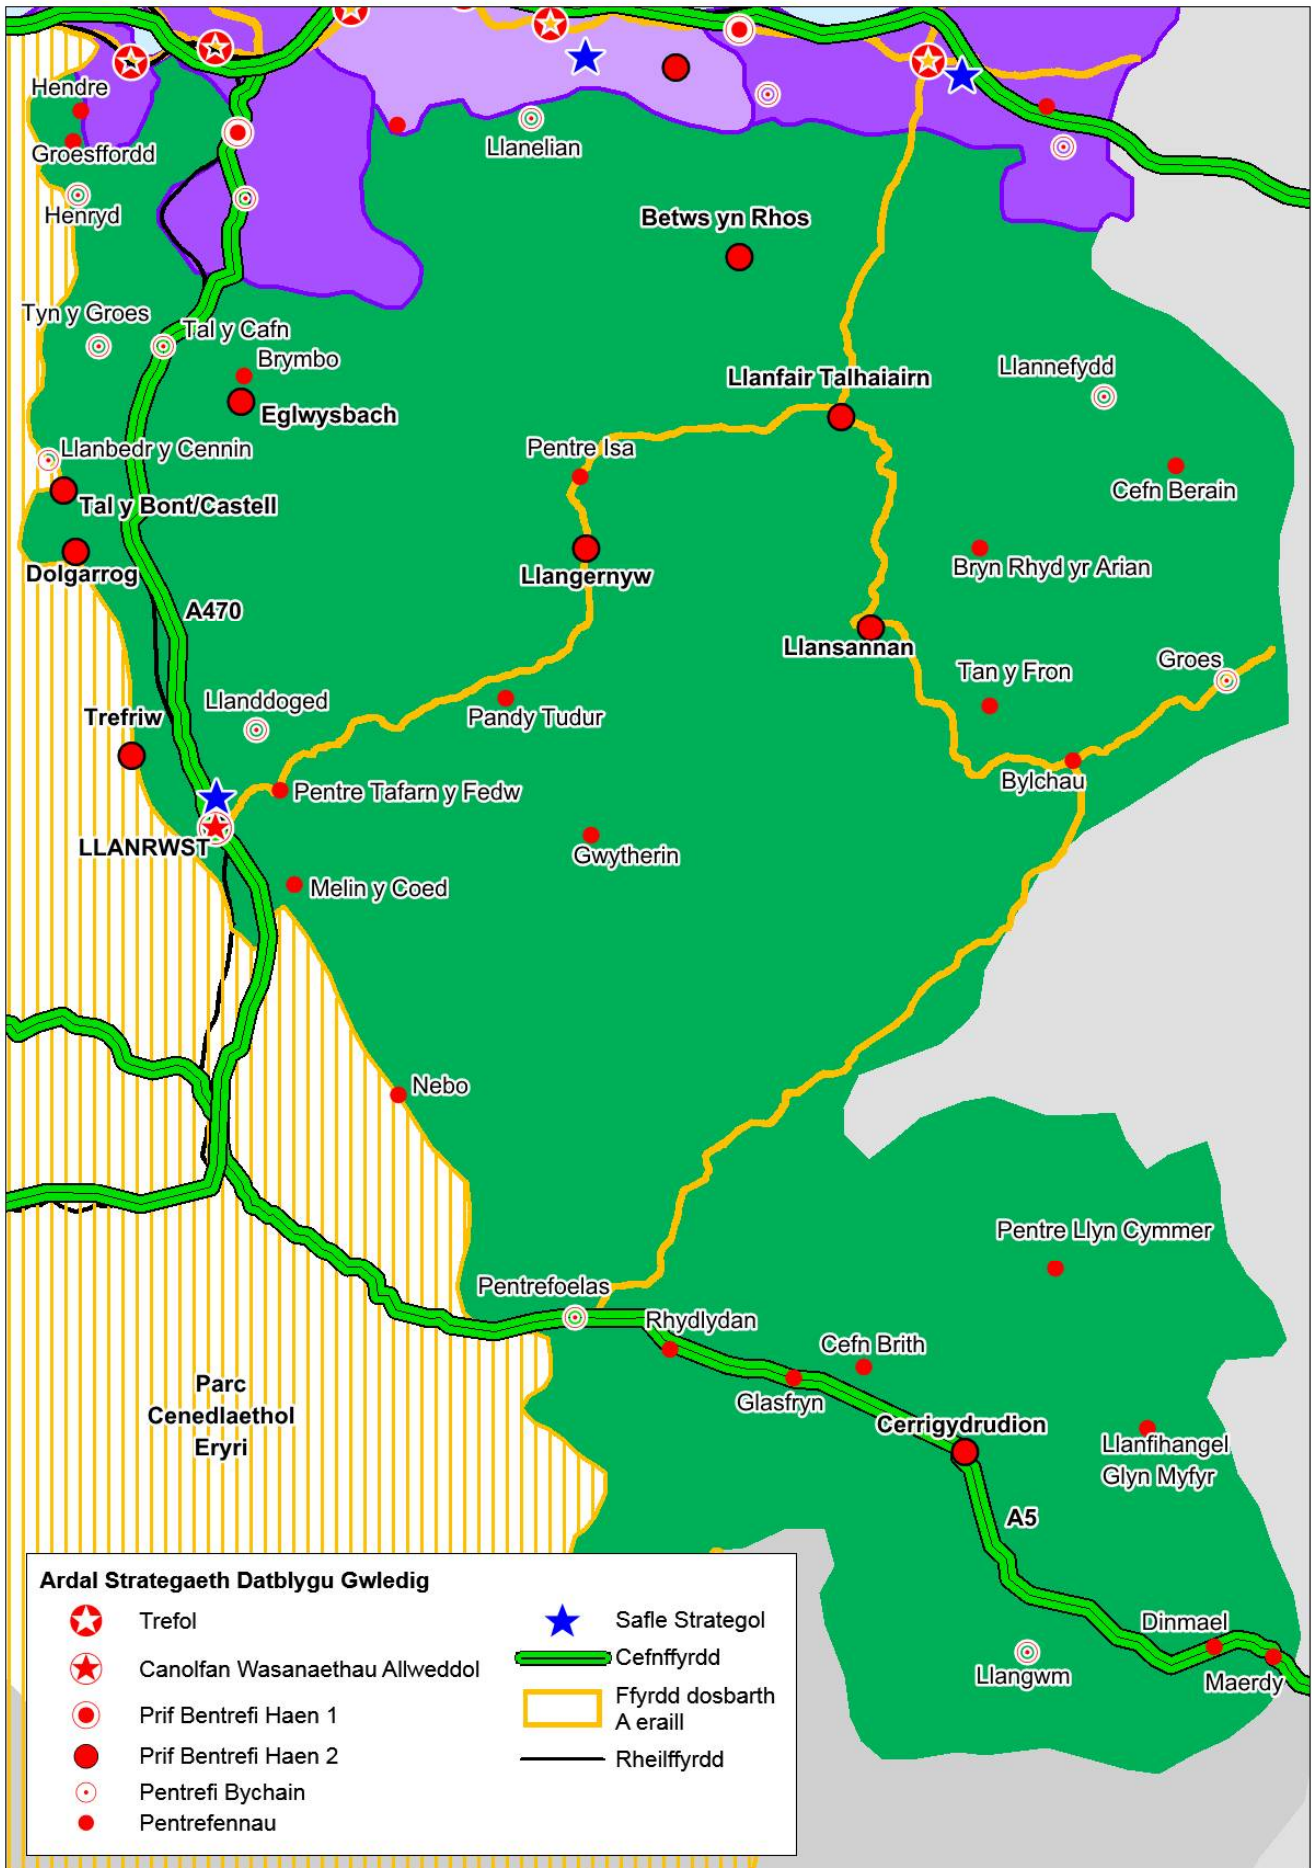 Hendre
Groesffordd
Henryd
Llanelian
Betws yn Rhos
Tyn y Groes
Tal y Cafn
Brymbo
Eglwysbach
Llanfair Talhaiairn
Llannefydd
Llanbedr y Cennin
Tal y Bont/Castell
Pentre Isa
Cefn Berain
Dolgarrog
Llangernyw
Bryn Rhyd yr Arian
A470
Llansannan
Groes
Tan y Fron
Llanddoged
Trefriw
Pandy Tudur
Bylchau
Pentre Tafarn y Fedw
LLANRWST
Gwytherin
Melin y Coed
Nebo
Pentre Llyn Cymmer
Pentrefoelas
Rhydlydan
Cefn Brith
Glasfryn
Cerrigydrudion
Parc
Cenedlaethol
Eryri
Llanfihangel
Glyn Myfyr
A5
Dinmael
Llangwm
Maerdy
Ardal Strategaeth Datblygu Gwledig
Trefol
Canolfan Wasanaethau Allweddol
Prif Bentrefi Haen 1
Prif Bentrefi Haen 2
Pentrefi Bychain
Pentrefennau
Safle Strategol
Cefnffyrdd
Ffyrdd dosbarth
A eraill
Rheilffyrdd